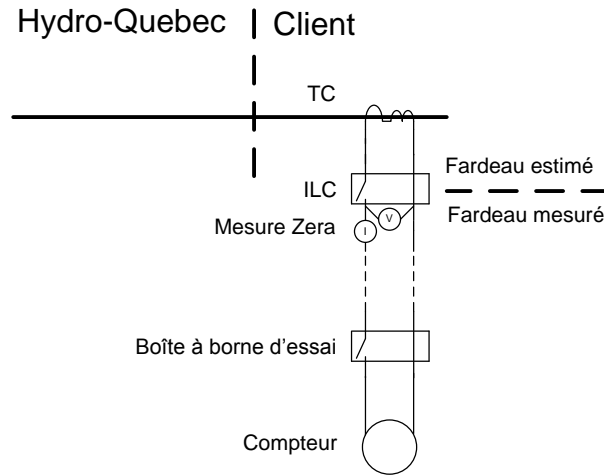 Hydro-Quebec
Client
TC
Fardeau estimé
ILC
Fardeau mesuré
Mesure Zera
V
I
Boîte à borne d'essai
Compteur